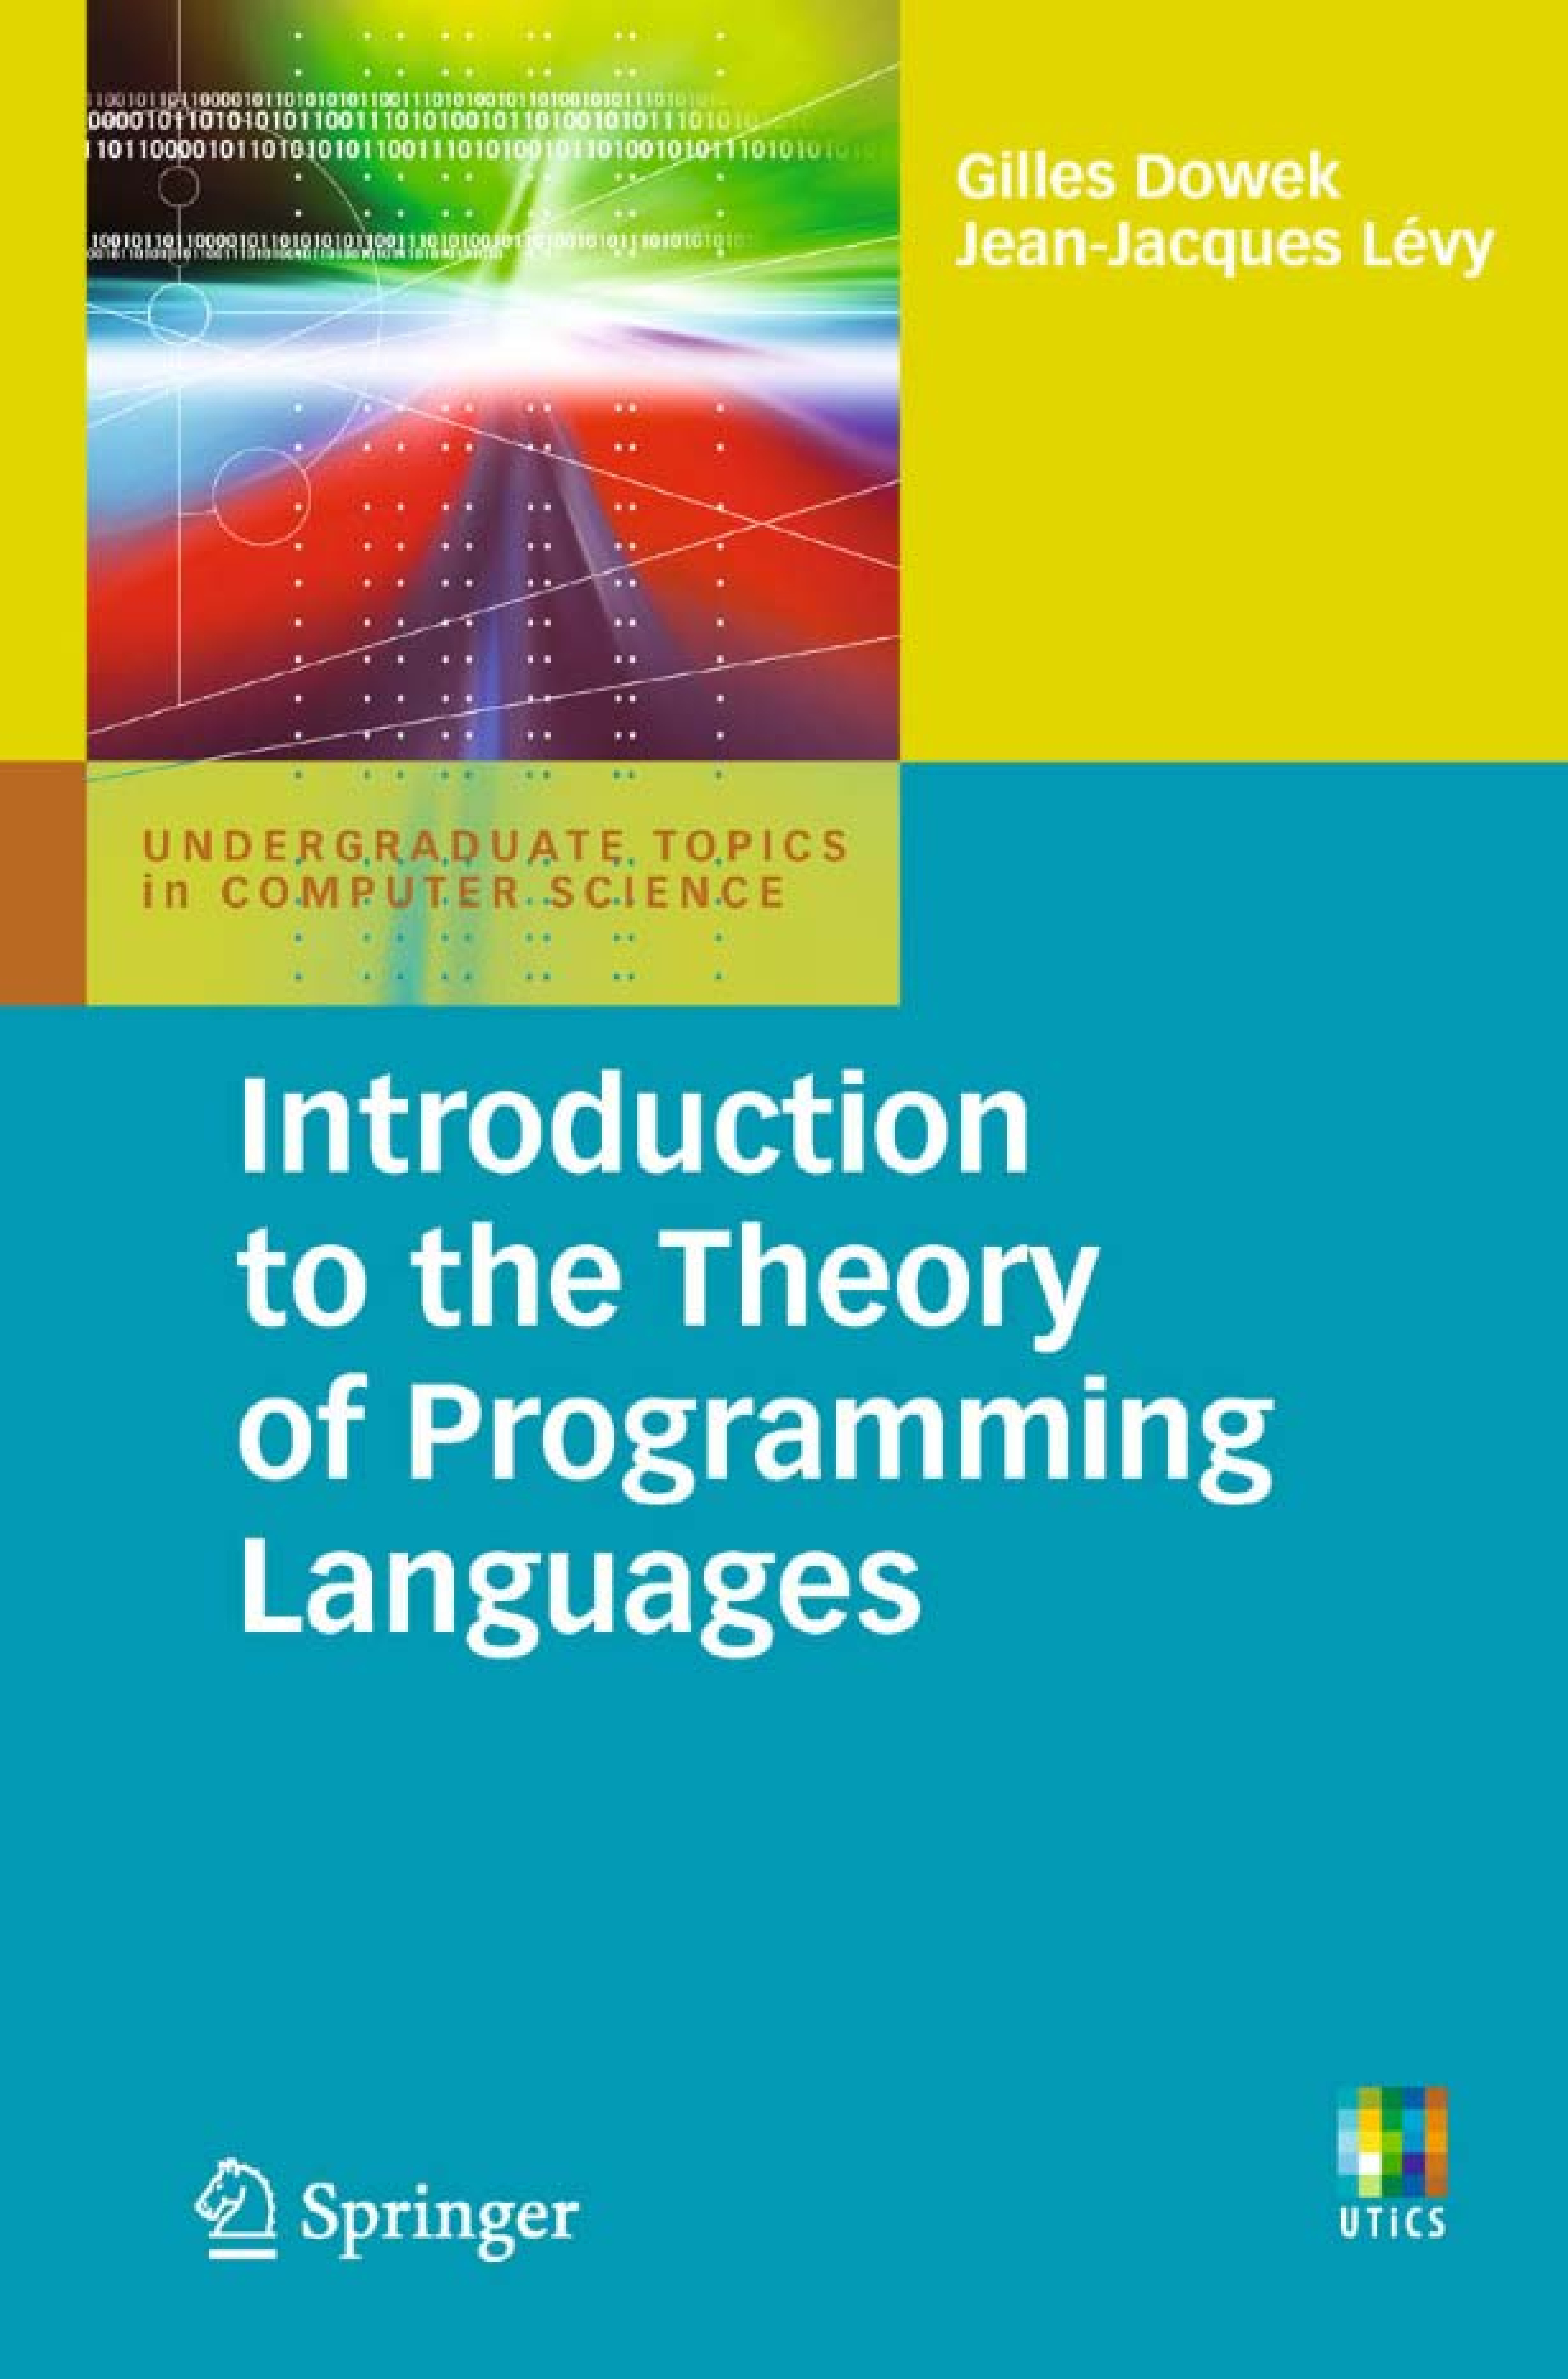 Gilles Dowek
Jean-Jacques Lévy
UNDERGRADUATE TOPICS
in COMPUTER SCIENCE
Introduction
to the Theory
of Programming
Languages
Springer
UTiCS